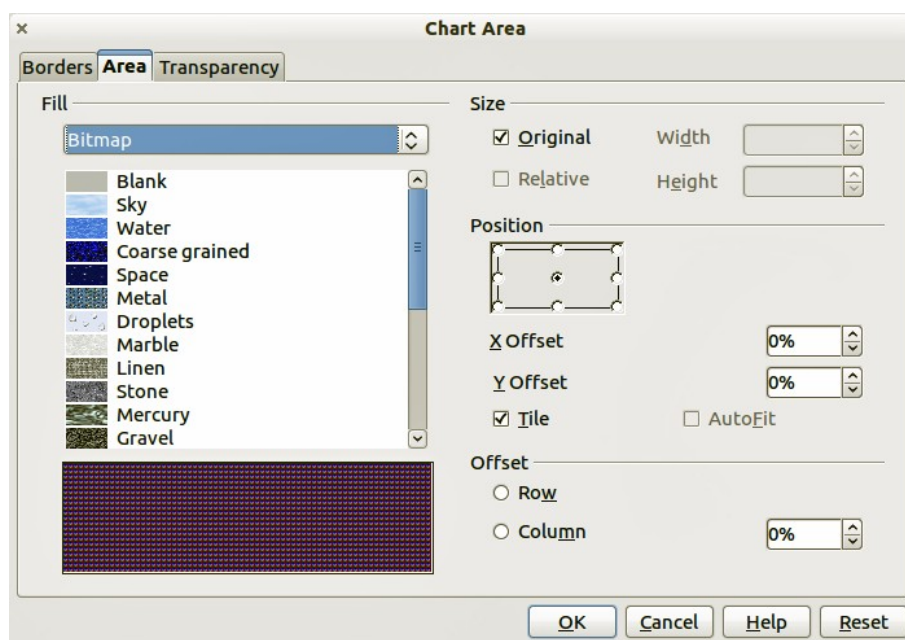 Chart Area
Borders Area Transparency
Fill
Bitmap
Blank
Sky
Water
Coarse grained
Space
Metal
Droplets
Marble
Linen
Stone
Mercury
Gravel
Size
Original Width
Relative Height
Position
X Offset 0%
Y Offset 0%
Tile AutoFit
Offset
Row
Column 0%
OK Cancel Help Reset